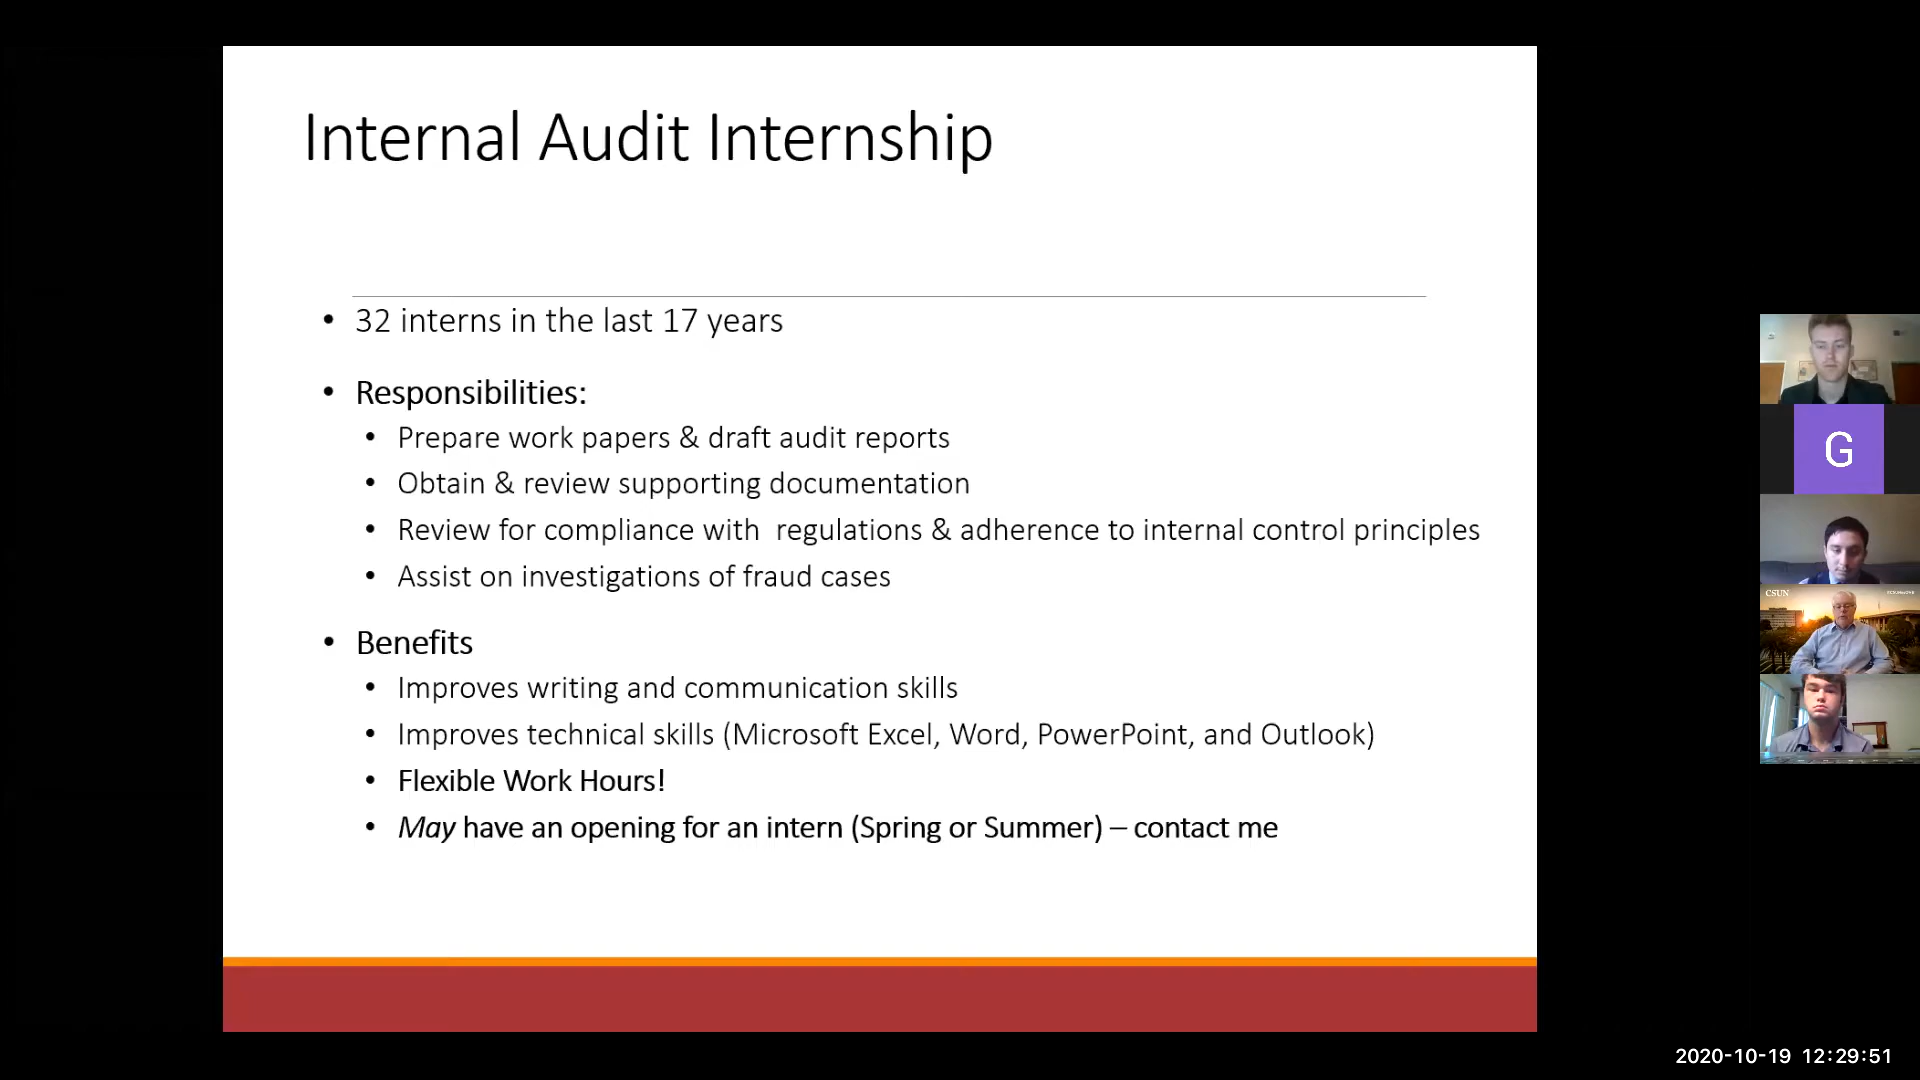 Internal Audit Internship
• 32 interns in the last 17 years
• Responsibilities:
• Prepare work papers & draft audit reports
• Obtain & review supporting documentation
• Review for compliance with  regulations & adherence to internal control principles
• Assist on investigations of fraud cases
• Benefits
• Improves writing and communication skills
• Improves technical skills (Microsoft Excel, Word, PowerPoint, and Outlook)
• Flexible Work Hours!
• May have an opening for an intern (Spring or Summer) – contact me
G
CSUN
2020-10-19 12:29:51